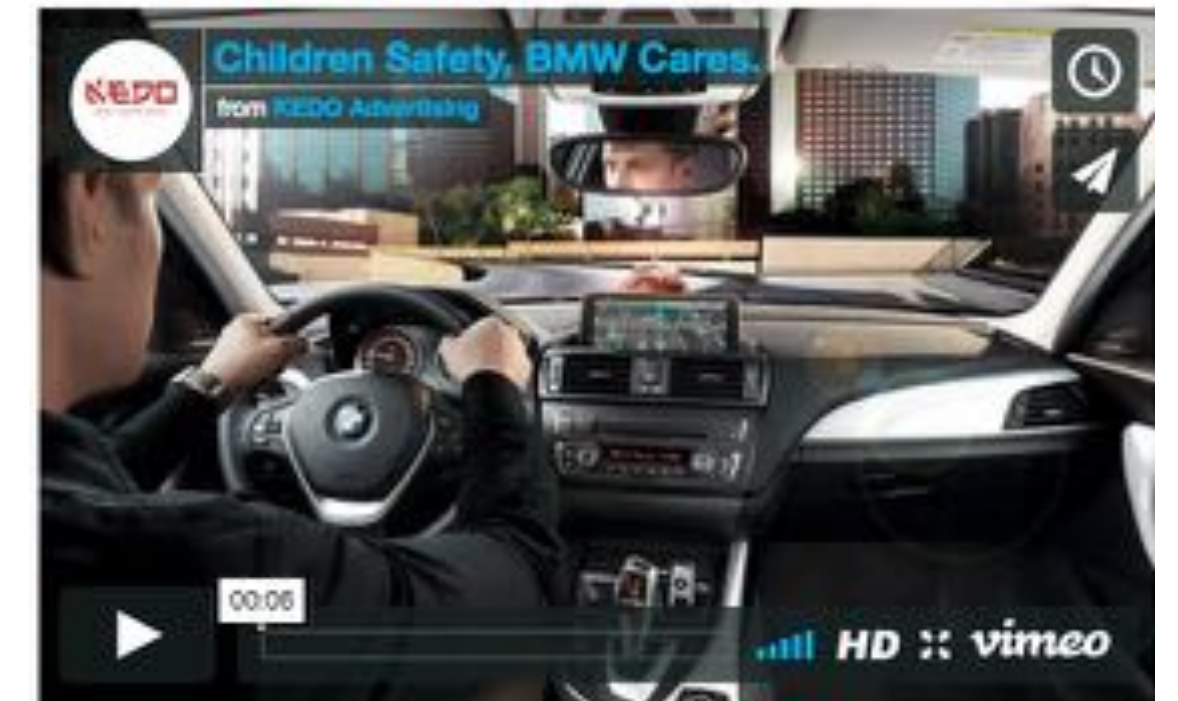 KEDO
Children Safety, BMW Cares.
from KEDO Advertising
00:06
HD vimeo